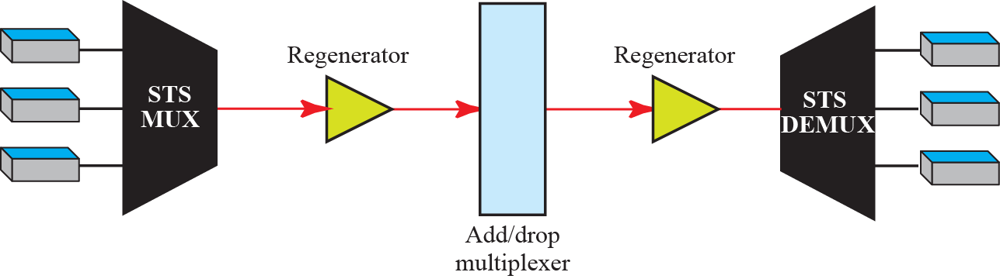 Regenerator
Regenerator
STS
MUX
STS
DEMUX
Add/drop
multiplexer